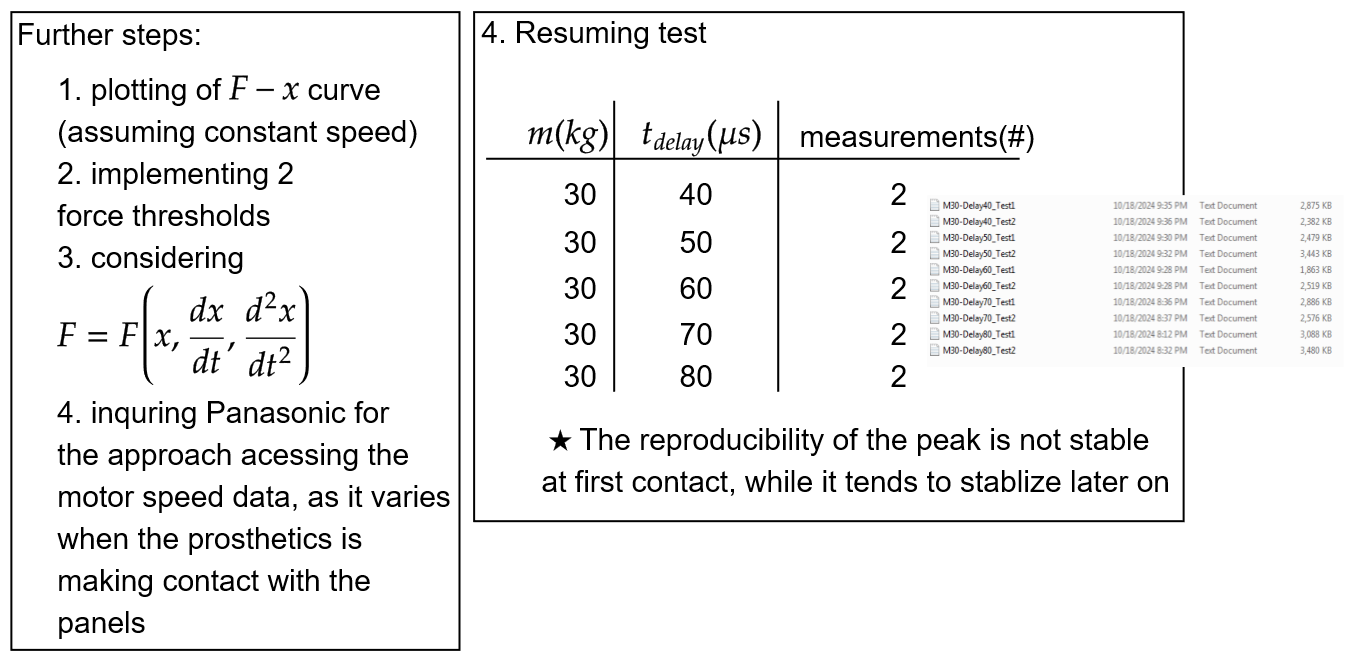 Further steps:
1. plotting of F − x curve
(assuming constant speed)
2. implementing 2
force thresholds
3. considering
F = F(x, dx/dt, d²x/dt²)
4. inquring Panasonic for
the approach acessing the
motor speed data, as it varies
when the prosthetics is
making contact with the
panels
4. Resuming test
m(kg) t_delay(μs) measurements(#)
30 40 2
30 50 2
30 60 2
30 70 2
30 80 2
M30-Delay40_Test1 10/18/2024 9:35 PM Text Document 2,875 KB
M30-Delay40_Test2 10/18/2024 9:36 PM Text Document 2,382 KB
M30-Delay50_Test1 10/18/2024 9:30 PM Text Document 2,479 KB
M30-Delay50_Test2 10/18/2024 9:32 PM Text Document 3,443 KB
M30-Delay60_Test1 10/18/2024 9:28 PM Text Document 1,863 KB
M30-Delay60_Test2 10/18/2024 9:28 PM Text Document 2,519 KB
M30-Delay70_Test1 10/18/2024 8:36 PM Text Document 2,886 KB
M30-Delay70_Test2 10/18/2024 8:37 PM Text Document 2,576 KB
M30-Delay80_Test1 10/18/2024 8:12 PM Text Document 3,088 KB
M30-Delay80_Test2 10/18/2024 8:32 PM Text Document 3,480 KB
★ The reproducibility of the peak is not stable
at first contact, while it tends to stablize later on